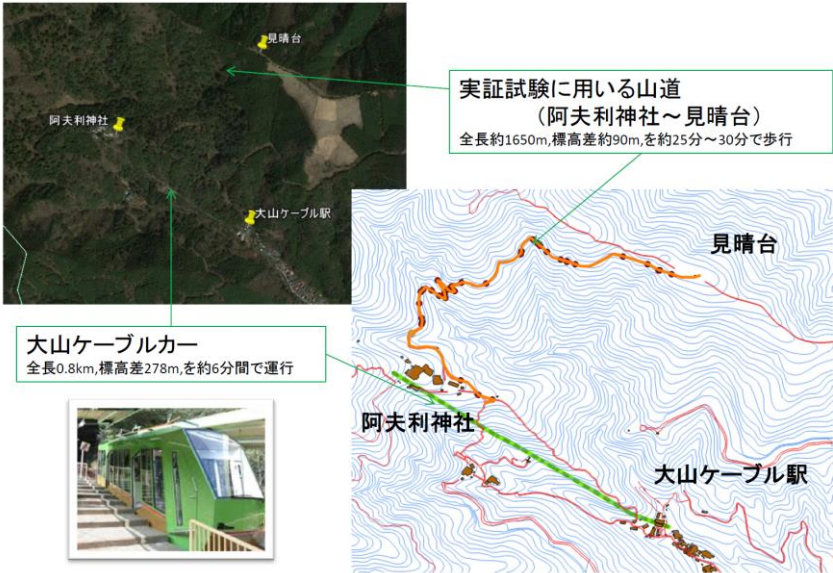 見晴台
阿夫利神社
大山ケーブル駅
実証試験に用いる山道
（阿夫利神社～見晴台）
全長約1650m,標高差約90m,を約25分～30分で歩行
大山ケーブルカー
全長0.8km,標高差278m,を約6分間で運行
見晴台
阿夫利神社
大山ケーブル駅